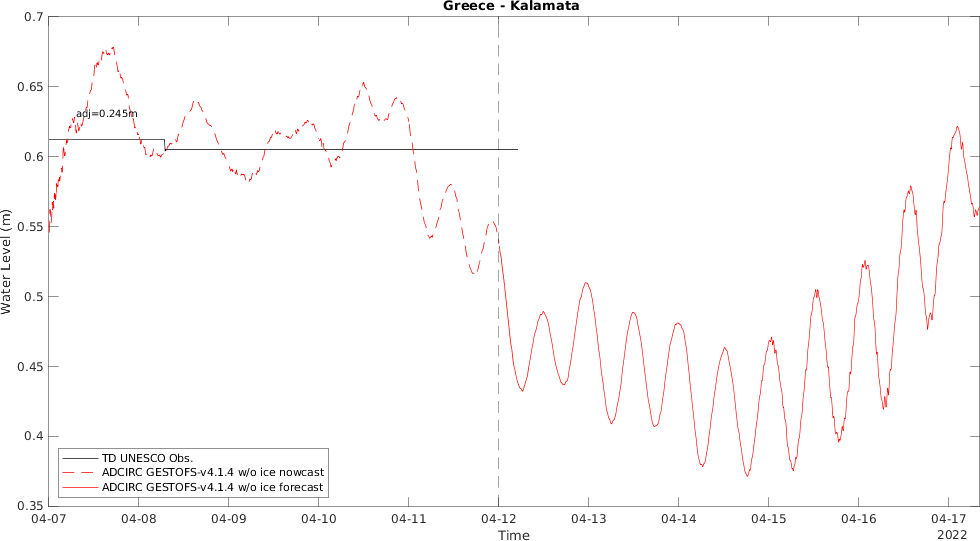 Greece - Kalamata
0.7
0.65
0.6
0.55
0.5
0.45
0.4
0.35
Water Level (m)
adj=0.245m
TD UNESCO Obs.
ADCIRC GESTOFS-v4.1.4 w/o ice nowcast
ADCIRC GESTOFS-v4.1.4 w/o ice forecast
04-07 04-08 04-09 04-10 04-11 04-12 04-13 04-14 04-15 04-16 04-17
Time
2022